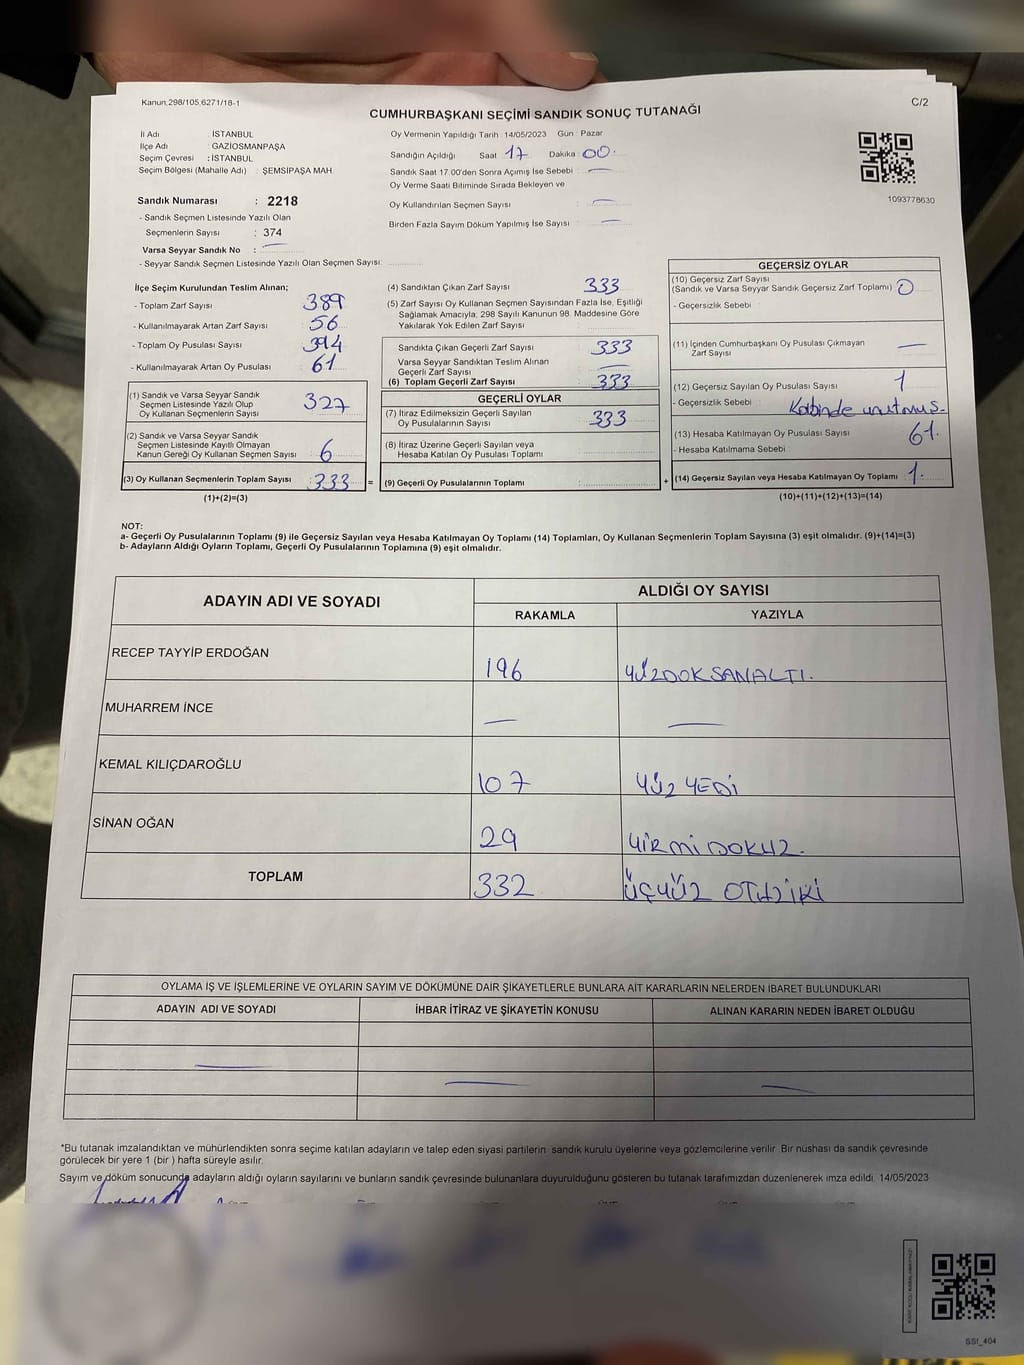 Kanun.298/105,6271/18-1
C/2
CUMHURBAŞKANI SEÇİMİ SANDIK SONUÇ TUTANAĞI
İl Adı : İSTANBUL
İlçe Adı : GAZİOSMANPAŞA
Seçim Çevresi : İSTANBUL
Seçim Bölgesi (Mahalle Adı) : ŞEMSİPAŞA MAH.
Oy Vermenin Yapıldığı Tarih : 14/05/2023 Gün : Pazar
Sandığın Açıldığı Saat 17 Dakika 00.
Sandık Saat 17.00'den Sonra Açımış İse Sebebi : —
Oy Verme Saati Bitiminde Sırada Bekleyen ve
Oy Kullandırılan Seçmen Sayısı : —
Birden Fazla Sayım Döküm Yapılmış İse Sayısı : —
1093778630
Sandık Numarası : 2218
- Sandık Seçmen Listesinde Yazılı Olan
Seçmenlerin Sayısı : 374
Varsa Seyyar Sandık No : —
- Seyyar Sandık Seçmen Listesinde Yazılı Olan Seçmen Sayısı:
İlçe Seçim Kurulundan Teslim Alınan;
- Toplam Zarf Sayısı 389
- Kullanılmayarak Artan Zarf Sayısı 56
- Toplam Oy Pusulası Sayısı 394
- Kullanılmayarak Artan Oy Pusulası 61
(1) Sandık ve Varsa Seyyar Sandık
Seçmen Listesinde Yazılı Olup
Oy Kullanan Seçmenlerin Sayısı 327
(2) Sandık ve Varsa Seyyar Sandık
Seçmen Listesinde Kayıtlı Olmayan
Kanun Gereği Oy Kullanan Seçmen Sayısı 6
(3) Oy Kullanan Seçmenlerin Toplam Sayısı : 333 =
(1)+(2)=(3)
(4) Sandıktan Çıkan Zarf Sayısı 333
(5) Zarf Sayısı Oy Kullanan Seçmen Sayısından Fazla İse, Eşitliği
Sağlamak Amacıyla; 298 Sayılı Kanunun 98. Maddesine Göre
Yakılarak Yok Edilen Zarf Sayısı
Sandıkta Çıkan Geçerli Zarf Sayısı 333
Varsa Seyyar Sandıktan Teslim Alınan
Geçerli Zarf Sayısı —
(6) Toplam Geçerli Zarf Sayısı 333
GEÇERLİ OYLAR
(7) İtiraz Edilmeksizin Geçerli Sayılan
Oy Pusulalarının Sayısı 333
(8) İtiraz Üzerine Geçerli Sayılan veya
Hesaba Katılan Oy Pusulası Toplamı
(9) Geçerli Oy Pusulalarının Toplamı : +
GEÇERSİZ OYLAR
(10) Geçersiz Zarf Sayısı
(Sandık ve Varsa Seyyar Sandık Geçersiz Zarf Toplamı) 0
- Geçersizlik Sebebi :
(11) İçinden Cumhurbaşkanı Oy Pusulası Çıkmayan
Zarf Sayısı —
(12) Geçersiz Sayılan Oy Pusulası Sayısı 1
- Geçersizlik Sebebi : Kabinde unutmuş.
(13) Hesaba Katılmayan Oy Pusulası Sayısı 61.
- Hesaba Katılmama Sebebi :
(14) Geçersiz Sayılan veya Hesaba Katılmayan Oy Toplamı : 1.
(10)+(11)+(12)+(13)=(14)
NOT:
a- Geçerli Oy Pusulalarının Toplamı (9) ile Geçersiz Sayılan veya Hesaba Katılmayan Oy Toplamı (14) Toplamları, Oy Kullanan Seçmenlerin Toplam Sayısına (3) eşit olmalıdır. (9)+(14)=(3)
b- Adayların Aldığı Oyların Toplamı, Geçerli Oy Pusulalarının Toplamına (9) eşit olmalıdır.
ADAYIN ADI VE SOYADI
ALDIĞI OY SAYISI
RAKAMLA YAZIYLA
RECEP TAYYİP ERDOĞAN 196 YÜZDOKSANALTI.
MUHARREM İNCE — —
KEMAL KILIÇDAROĞLU 107 YÜZ YEDİ
SİNAN OĞAN 29 YİRMİDOKUZ.
TOPLAM 332 ÜÇYÜZ OTUZİKİ
OYLAMA İŞ VE İŞLEMLERİNE VE OYLARIN SAYIM VE DÖKÜMÜNE DAİR ŞİKAYETLERLE BUNLARA AİT KARARLARIN NELERDEN İBARET BULUNDUKLARI
ADAYIN ADI VE SOYADI İHBAR İTİRAZ VE ŞİKAYETİN KONUSU ALINAN KARARIN NEDEN İBARET OLDUĞU
— — —
*Bu tutanak imzalandıktan ve mühürlendikten sonra seçime katılan adayların ve talep eden siyasi partilerin sandık kurulu üyelerine veya gözlemcilerine verilir. Bir nushası da sandık çevresinde
görülecek bir yere 1 (bir) hafta süreyle asılır.
Sayım ve döküm sonucunda adayların aldığı oyların sayılarını ve bunların sandık çevresinde bulunanlara duyurulduğunu gösteren bu tutanak tarafımızdan düzenlenerek imza edildi. 14/05/2023
SSI_404